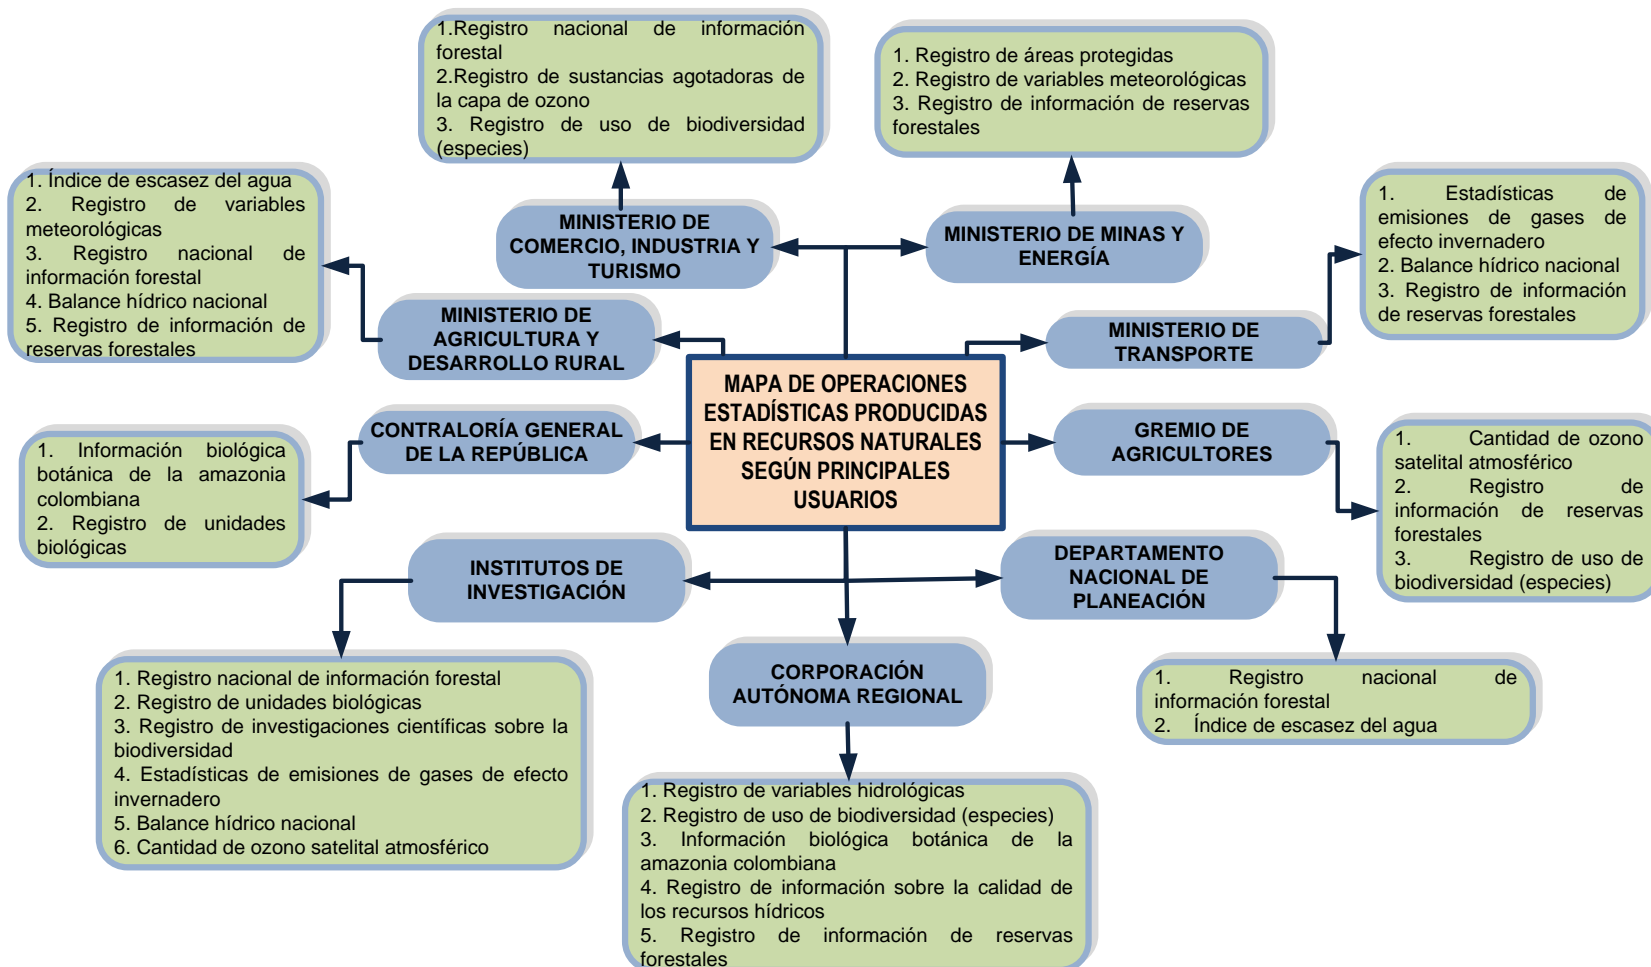 1.Registro nacional de información
forestal
2.Registro de sustancias agotadoras de
la capa de ozono
3. Registro de uso de biodiversidad
(especies)
1. Registro de áreas protegidas
2. Registro de variables meteorológicas
3. Registro de información de reservas
forestales
1. Índice de escasez del agua
2. Registro de variables
meteorológicas
3. Registro nacional de
información forestal
4. Balance hídrico nacional
5. Registro de información de
reservas forestales
MINISTERIO DE
COMERCIO, INDUSTRIA Y
TURISMO
MINISTERIO DE MINAS Y
ENERGÍA
1. Estadísticas de
emisiones de gases de
efecto invernadero
2. Balance hídrico nacional
3. Registro de información
de reservas forestales
MINISTERIO DE
AGRICULTURA Y
DESARROLLO RURAL
MINISTERIO DE
TRANSPORTE
MAPA DE OPERACIONES
ESTADÍSTICAS PRODUCIDAS
EN RECURSOS NATURALES
SEGÚN PRINCIPALES
USUARIOS
CONTRALORÍA GENERAL
DE LA REPÚBLICA
GREMIO DE
AGRICULTORES
1. Información biológica
botánica de la amazonia
colombiana
2. Registro de unidades
biológicas
1. Cantidad de ozono
satelital atmosférico
2. Registro de
información de reservas
forestales
3. Registro de uso de
biodiversidad (especies)
INSTITUTOS DE
INVESTIGACIÓN
DEPARTAMENTO
NACIONAL DE
PLANEACIÓN
1. Registro nacional de información forestal
2. Registro de unidades biológicas
3. Registro de investigaciones científicas sobre la
biodiversidad
4. Estadísticas de emisiones de gases de efecto
invernadero
5. Balance hídrico nacional
6. Cantidad de ozono satelital atmosférico
CORPORACIÓN
AUTÓNOMA REGIONAL
1. Registro nacional de
información forestal
2. Índice de escasez del agua
1. Registro de variables hidrológicas
2. Registro de uso de biodiversidad (especies)
3. Información biológica botánica de la
amazonia colombiana
4. Registro de información sobre la calidad de
los recursos hídricos
5. Registro de información de reservas
forestales